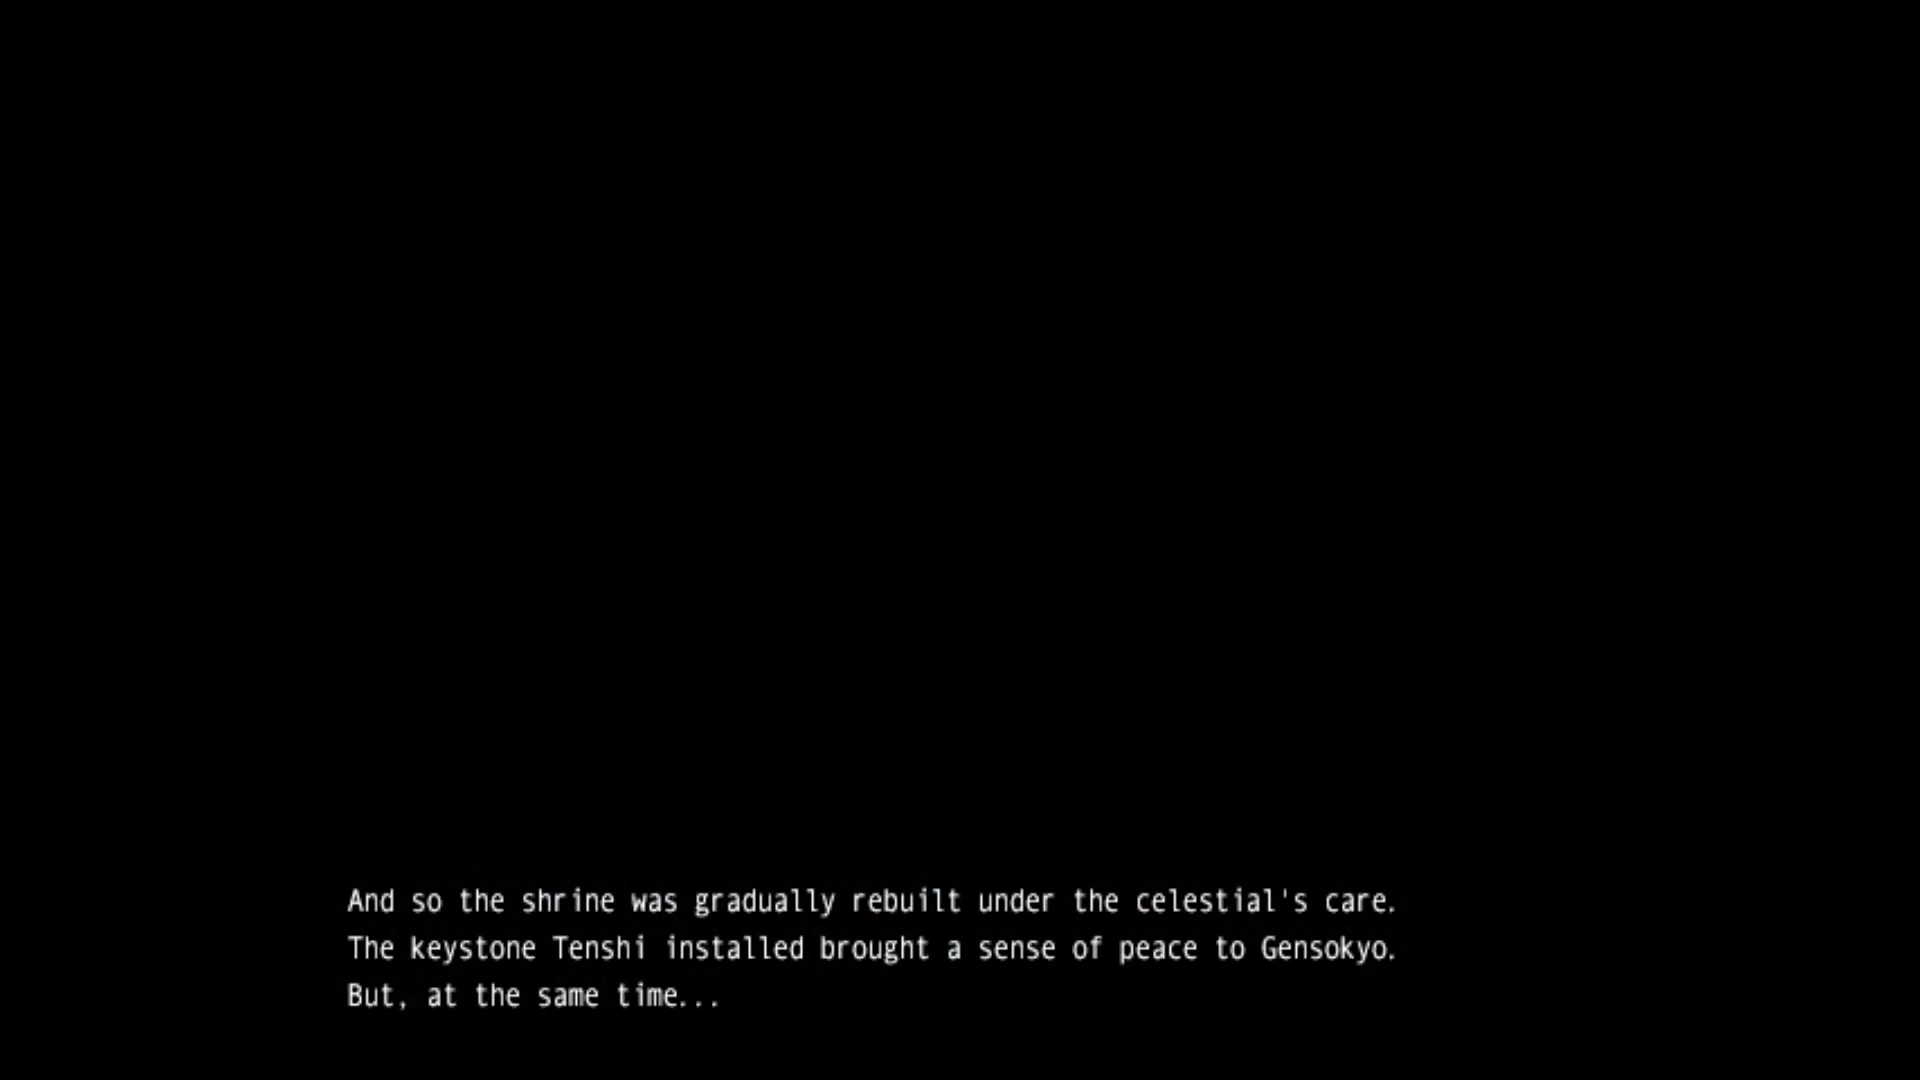 And so the shrine was gradually rebuilt under the celestial's care.
The keystone Tenshi installed brought a sense of peace to Gensokyo.
But, at the same time...